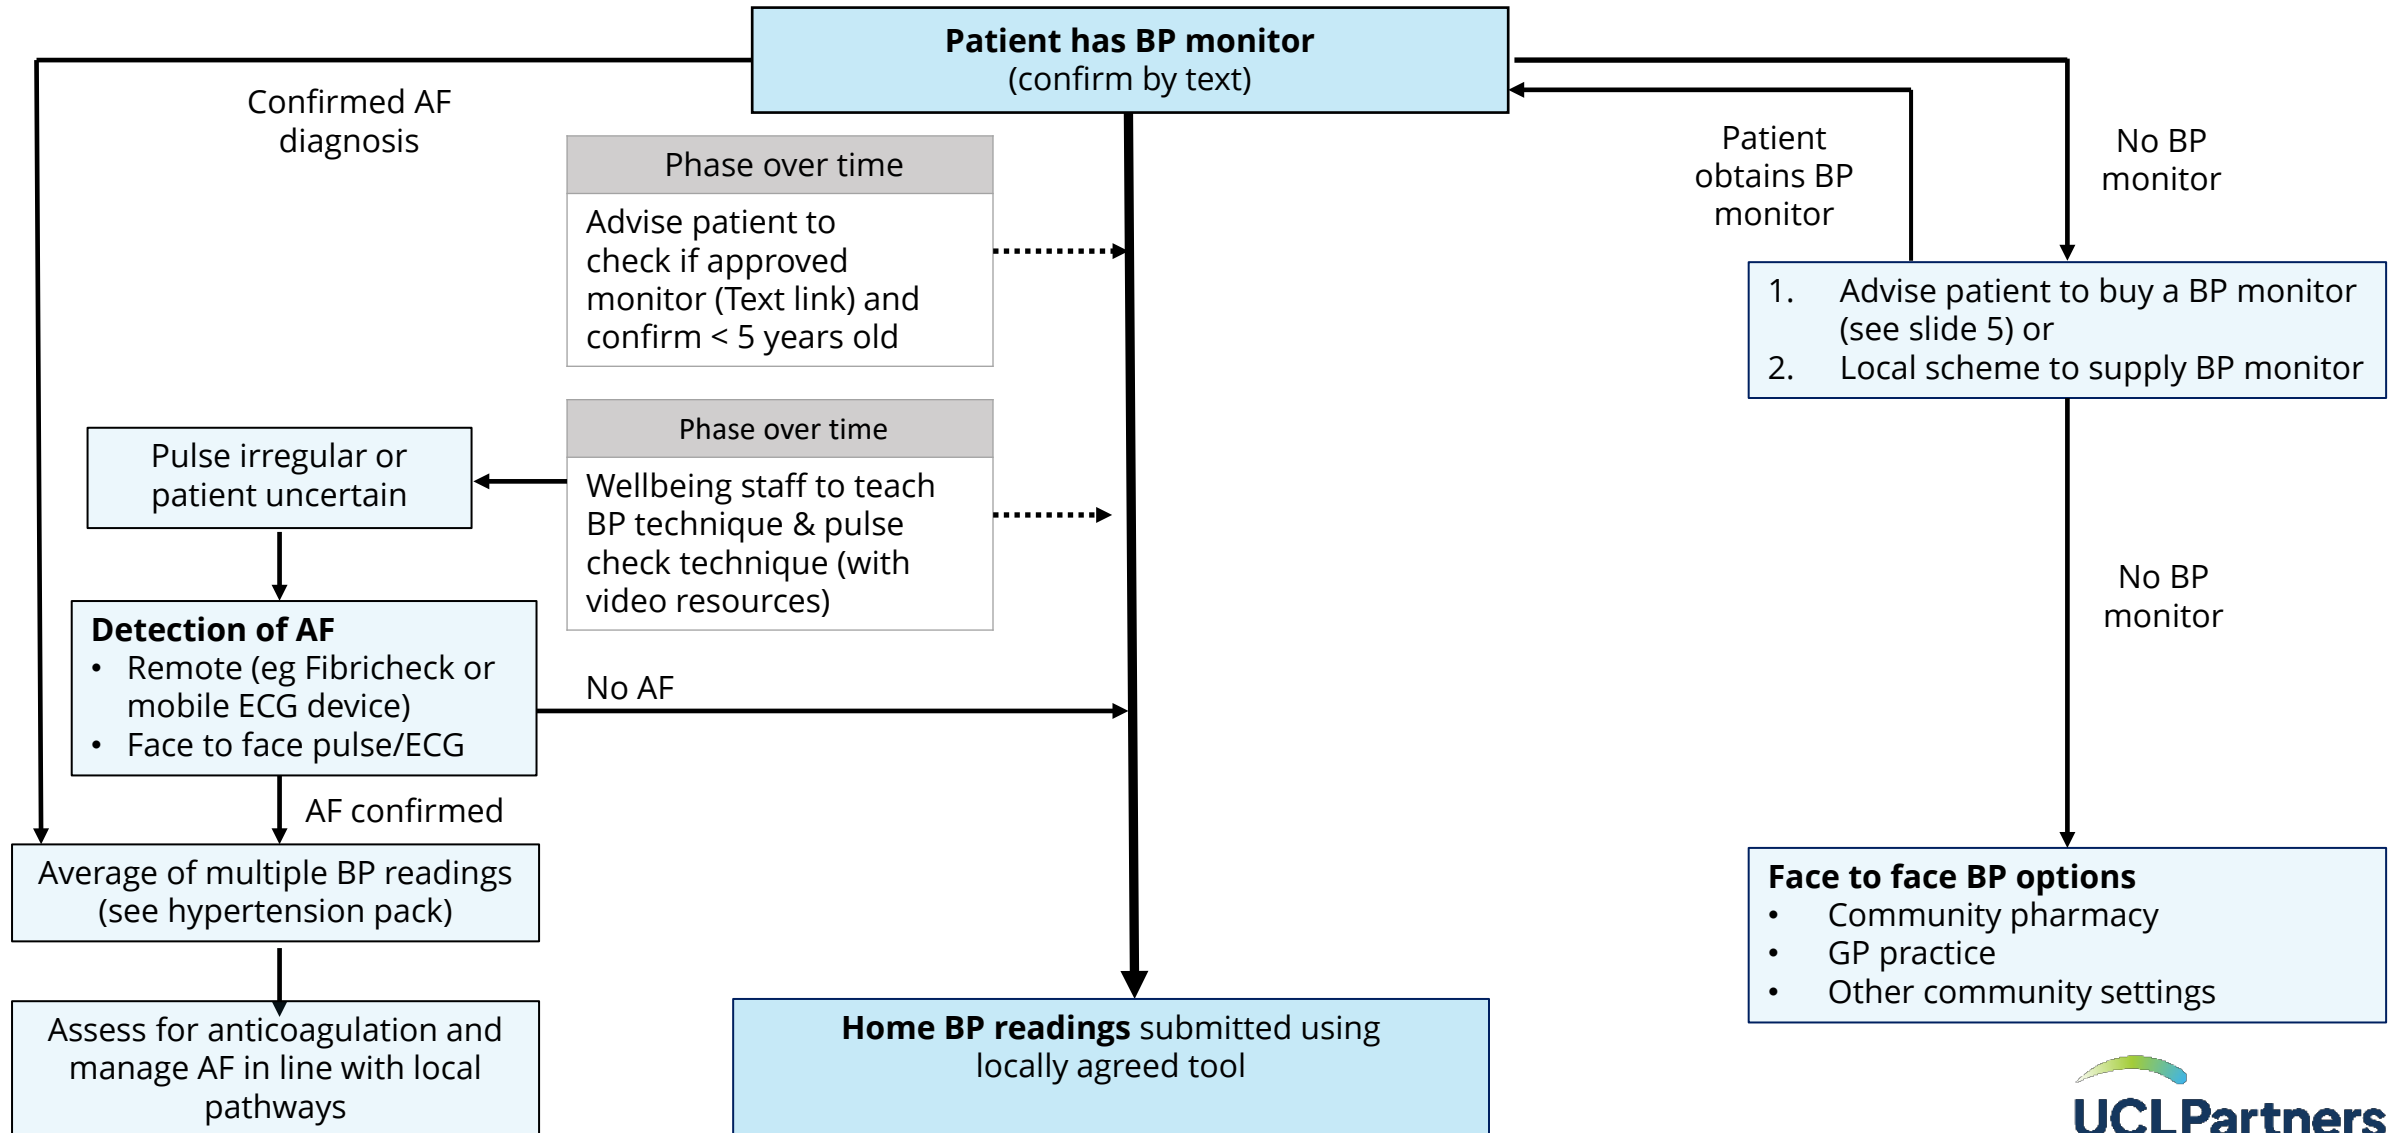 Patient has BP monitor
(confirm by text)
Confirmed AF
diagnosis
Phase over time
Advise patient to
check if approved
monitor (Text link) and
confirm < 5 years old
Patient
obtains BP
monitor
No BP
monitor
1. Advise patient to buy a BP monitor
(see slide 5) or
2. Local scheme to supply BP monitor
Phase over time
Wellbeing staff to teach
BP technique & pulse
check technique (with
video resources)
Pulse irregular or
patient uncertain
Detection of AF
• Remote (eg Fibricheck or
mobile ECG device)
• Face to face pulse/ECG
No AF
No BP
monitor
AF confirmed
Average of multiple BP readings
(see hypertension pack)
Face to face BP options
• Community pharmacy
• GP practice
• Other community settings
Assess for anticoagulation and
manage AF in line with local
pathways
Home BP readings submitted using
locally agreed tool
UCLPartners